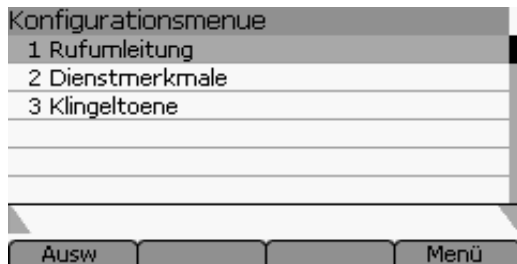 Konfigurationsmenue
1 Rufumleitung
2 Dienstmerkmale
3 Klingeltoene
Ausw Menü